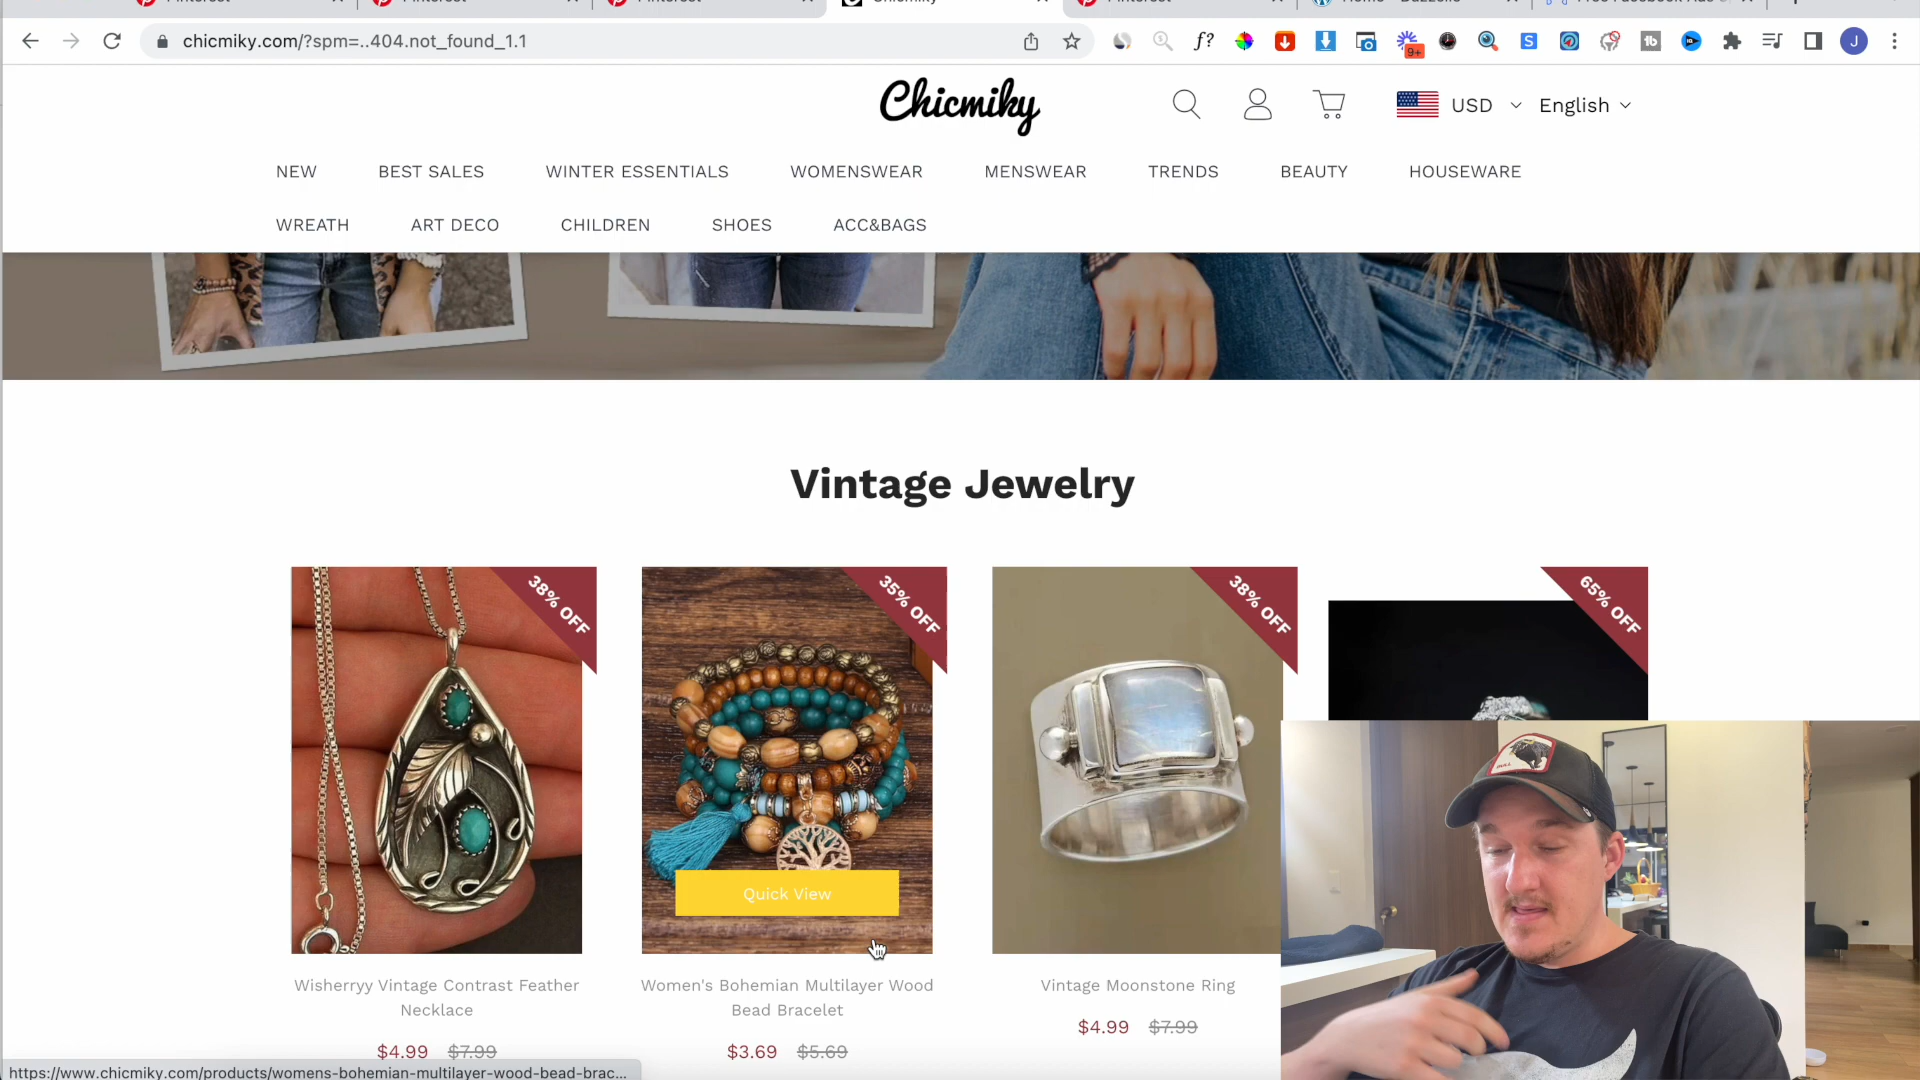 chicmiky.com/?spm=..404.not_found_1.1
f?
9+
S
J
Chicmiky
USD
English
NEW
BEST SALES
WINTER ESSENTIALS
WOMENSWEAR
MENSWEAR
TRENDS
BEAUTY
HOUSEWARE
WREATH
ART DECO
CHILDREN
SHOES
ACC&BAGS
Vintage Jewelry
38% OFF
35% OFF
38% OFF
65% OFF
Quick View
Wisherryy Vintage Contrast Feather
Necklace
$4.99 $7.99
Women's Bohemian Multilayer Wood
Bead Bracelet
$3.69 $5.69
Vintage Moonstone Ring
$4.99 $7.99
https://www.chicmiky.com/products/womens-bohemian-multilayer-wood-bead-brac...